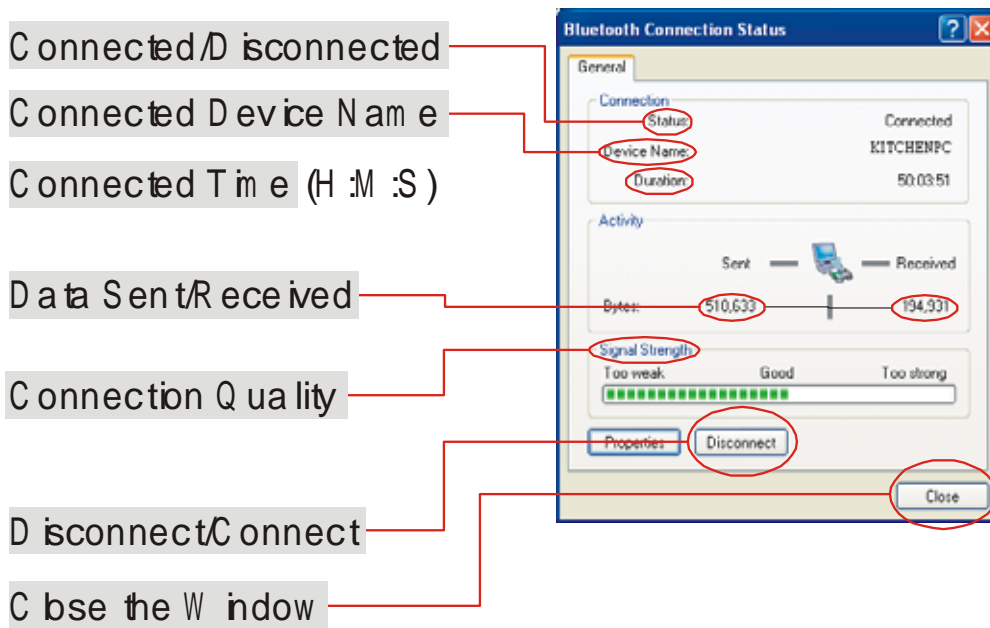 Connected/Disconnected
Connected Device Name
Connected Time (H:M:S)
Data Sent/Received
Connection Quality
Disconnect/Connect
Close the Window
Bluetooth Connection Status
General
Connection
Status: Connected
Device Name: KITCHENPC
Duration: 50:03:51
Activity
Sent Received
Bytes: 510,633 194,931
Signal Strength
Too weak Good Too strong
Properties Disconnect
Close